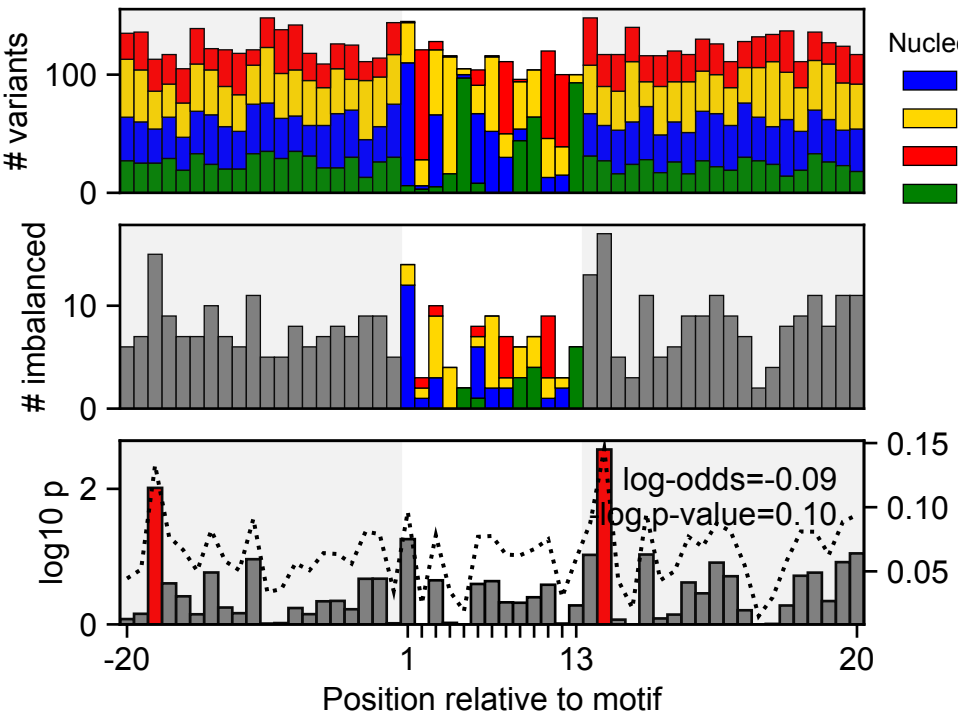 # variants
100
0
Nucle
# imbalanced
10
0
log10 p
2
0
0.15
0.10
0.05
log-odds=-0.09
-log p-value=0.10
-20
1
13
20
Position relative to motif